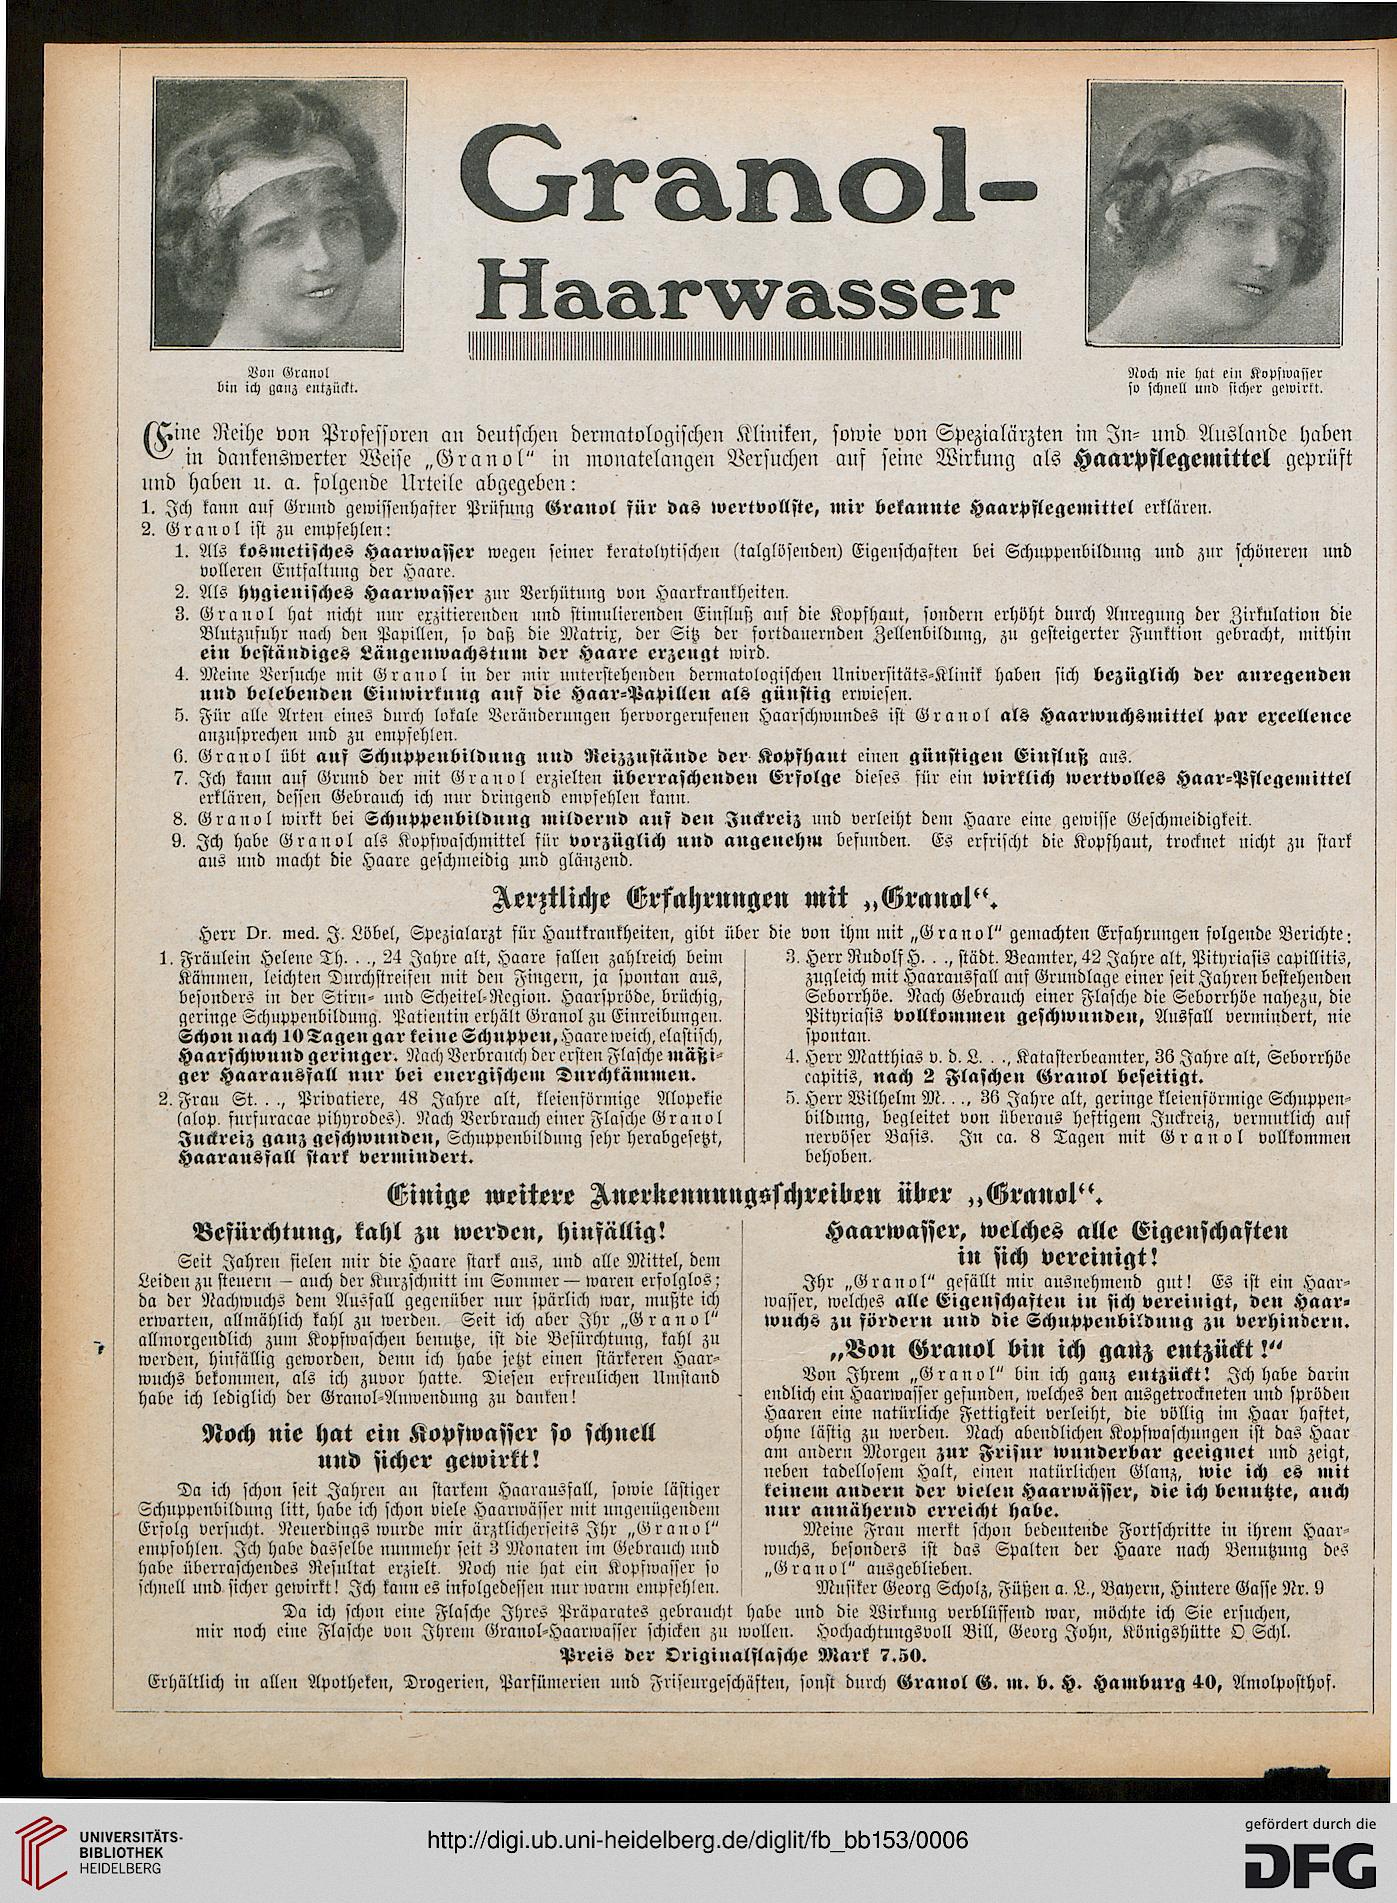 Granol-
Haarwasser
Von Granol
bin ich ganz entzückt.
Noch nie hat ein Kopfwasser
so schnell und sicher gewirkt.
Eine Reihe von Professoren an deutschen dermatologischen Kliniken, sowie von Spezialärzten im In- und Auslande haben
in dankenswerter Weise „Granol“ in monatelangen Versuchen auf seine Wirkung als Haarpflegemittel geprüft
und haben u. a. folgende Urteile abgegeben:
1. Ich kann auf Grund gewissenhafter Prüfung Granol für das wertvollste, mir bekannte Haarpflegemittel erklären.
2. Granol ist zu empfehlen:
1. Als kosmetisches Haarwasser wegen seiner keratolytischen (talglösenden) Eigenschaften bei Schuppenbildung und zur schöneren und
volleren Entfaltung der Haare.
2. Als hygienisches Haarwasser zur Verhütung von Haarkrankheiten.
3. Granol hat nicht nur exzitierenden und stimulierenden Einfluß auf die Kopfhaut, sondern erhöht durch Anregung der Zirkulation die
Blutzufuhr nach den Papillen, so daß die Matrix, der Sitz der fortdauernden Zellenbildung, zu gesteigerter Funktion gebracht, mithin
ein beständiges Längenwachstum der Haare erzeugt wird.
4. Meine Versuche mit Granol in der mir unterstehenden dermatologischen Universitäts-Klinik haben sich bezüglich der anregenden
und belebenden Einwirkung auf die Haar-Papillen als günstig erwiesen.
5. Für alle Arten eines durch lokale Veränderungen hervorgerufenen Haarschwundes ist Granol als Haarwuchsmittel par excellence
anzusprechen und zu empfehlen.
6. Granol übt auf Schuppenbildung und Reizzustände der Kopfhaut einen günstigen Einfluß aus.
7. Ich kann auf Grund der mit Granol erzielten überraschenden Erfolge dieses für ein wirklich wertvolles Haar-Pflegemittel
erklären, dessen Gebrauch ich nur dringend empfehlen kann.
8. Granol wirkt bei Schuppenbildung mildernd auf den Juckreiz und verleiht dem Haare eine gewisse Geschmeidigkeit.
9. Ich habe Granol als Kopfwaschmittel für vorzüglich und angenehm befunden. Es erfrischt die Kopfhaut, trocknet nicht zu stark
aus und macht die Haare geschmeidig und glänzend.
Aerztliche Erfahrungen mit „Granol“.
Herr Dr. med. J. Löbel, Spezialarzt für Hautkrankheiten, gibt über die von ihm mit „Granol“ gemachten Erfahrungen folgende Berichte:
1. Fräulein Helene Th. . ., 24 Jahre alt, Haare fallen zahlreich beim
Kämmen, leichten Durchstreifen mit den Fingern, ja spontan aus,
besonders in der Stirn- und Scheitel-Region. Haarspröde, brüchig,
geringe Schuppenbildung. Patientin erhält Granol zu Einreibungen.
Schon nach 10 Tagen gar keine Schuppen, Haare weich, elastisch,
Haarschwund geringer. Nach Verbrauch der ersten Flasche mäßi-
ger Haarausfall nur bei energischem Durchkämmen.
2. Frau St. . ., Privatiere, 48 Jahre alt, kleienförmige Alopekie
(alop. furfuracae pihyrodes). Nach Verbrauch einer Flasche Granol
Juckreiz ganz geschwunden, Schuppenbildung sehr herabgesetzt,
Haarausfall stark vermindert.
3. Herr Rudolf H. . ., städt. Beamter, 42 Jahre alt, Pityriasis capillitis,
zugleich mit Haarausfall auf Grundlage einer seit Jahren bestehenden
Seborrhöe. Nach Gebrauch einer Flasche die Seborrhöe nahezu, die
Pityriasis vollkommen geschwunden, Ausfall vermindert, nie
spontan.
4. Herr Matthias v. d. L. . ., Katasterbeamter, 36 Jahre alt, Seborrhöe
capitis, nach 2 Flaschen Granol beseitigt.
5. Herr Wilhelm M. . ., 36 Jahre alt, geringe kleienförmige Schuppen-
bildung, begleitet von überaus heftigem Juckreiz, vermutlich auf
nervöser Basis. In ca. 8 Tagen mit Granol vollkommen
behoben.
Einige weitere Anerkennungsschreiben über „Granol“.
Befürchtung, kahl zu werden, hinfällig!
Seit Jahren fielen mir die Haare stark aus, und alle Mittel, dem
Leiden zu steuern — auch der Kurzschnitt im Sommer — waren erfolglos;
da der Nachwuchs dem Ausfall gegenüber nur spärlich war, mußte ich
erwarten, allmählich kahl zu werden. Seit ich aber Ihr „Granol“
allmorgendlich zum Kopfwaschen benutze, ist die Befürchtung, kahl zu
werden, hinfällig geworden, denn ich habe jetzt einen stärkeren Haar-
wuchs bekommen, als ich zuvor hatte. Diesen erfreulichen Umstand
habe ich lediglich der Granol-Anwendung zu danken!
Noch nie hat ein Kopfwasser so schnell
und sicher gewirkt!
Da ich schon seit Jahren an starkem Haarausfall, sowie lästiger
Schuppenbildung litt, habe ich schon viele Haarwässer mit ungenügendem
Erfolg versucht. Neuerdings wurde mir ärztlicherseits Ihr „Granol“
empfohlen. Ich habe dasselbe nunmehr seit 3 Monaten im Gebrauch und
habe überraschendes Resultat erzielt. Noch nie hat ein Kopfwasser so
schnell und sicher gewirkt! Ich kann es infolgedessen nur warm empfehlen.
Haarwasser, welches alle Eigenschaften
in sich vereinigt!
Ihr „Granol“ gefällt mir ausnehmend gut! Es ist ein Haar-
wasser, welches alle Eigenschaften in sich vereinigt, den Haar-
wuchs zu fördern und die Schuppenbildung zu verhindern.
„Von Granol bin ich ganz entzückt!“
Von Ihrem „Granol“ bin ich ganz entzückt! Ich habe darin
endlich ein Haarwasser gefunden, welches den ausgetrockneten und spröden
Haaren eine natürliche Fettigkeit verleiht, die völlig im Haar haftet,
ohne lästig zu werden. Nach abendlichen Kopfwaschungen ist das Haar
am andern Morgen zur Frisur wunderbar geeignet und zeigt,
neben tadellosem Halt, einen natürlichen Glanz, wie ich es mit
keinem andern der vielen Haarwässer, die ich benutzte, auch
nur annähernd erreicht habe.
Meine Frau merkt schon bedeutende Fortschritte in ihrem Haar-
wuchs, besonders ist das Spalten der Haare nach Benutzung des
„Granol“ ausgeblieben.
Musiker Georg Scholz, Füßen a. L., Bayern, Hintere Gasse Nr. 9
Da ich schon eine Flasche Ihres Präparates gebraucht habe und die Wirkung verblüffend war, möchte ich Sie ersuchen,
mir noch eine Flasche von Ihrem Granol-Haarwasser schicken zu wollen. Hochachtungsvoll Bill, Georg John, Königshütte O Schl.
Preis der Originalflasche Mark 7.50.
Erhältlich in allen Apotheken, Drogerien, Parfümerien und Friseurgeschäften, sonst durch Granol G. m. b. H. Hamburg 40, Amolposthof.
UNIVERSITÄTS-
BIBLIOTHEK
HEIDELBERG
http://digi.ub.uni-heidelberg.de/diglit/fb_bb153/0006
gefördert durch die
DFG